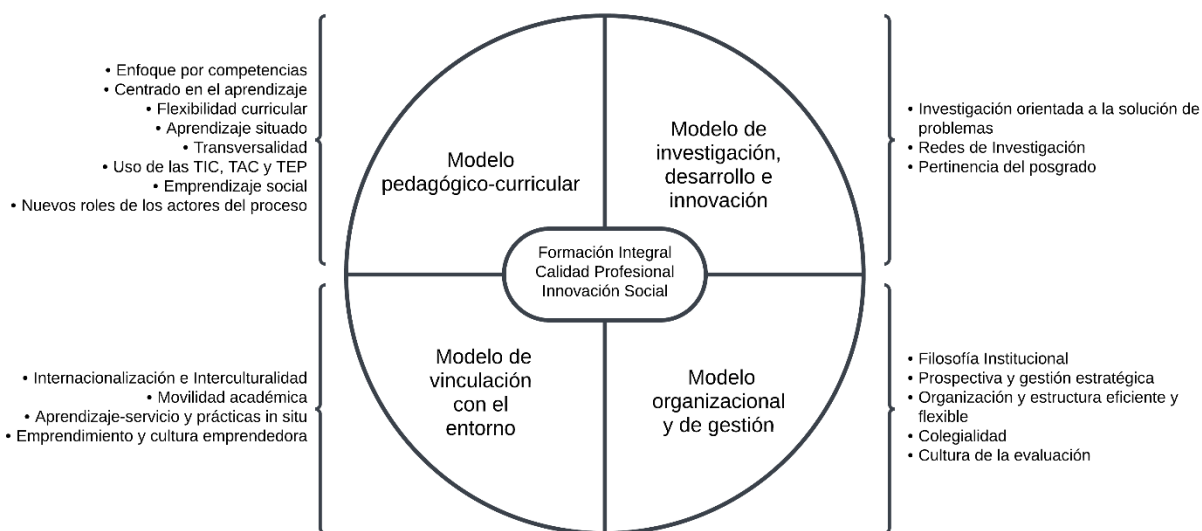 • Enfoque por competencias
• Centrado en el aprendizaje
• Flexibilidad curricular
• Aprendizaje situado
• Transversalidad
• Uso de las TIC, TAC y TEP
• Emprendizaje social
• Nuevos roles de los actores del proceso
Modelo
pedagógico-curricular
Modelo de
investigación,
desarrollo e
innovación
• Investigación orientada a la solución de
problemas
• Redes de Investigación
• Pertinencia del posgrado
Formación Integral
Calidad Profesional
Innovación Social
• Internacionalización e Interculturalidad
• Movilidad académica
• Aprendizaje-servicio y prácticas in situ
• Emprendimiento y cultura emprendedora
Modelo de
vinculación
con el
entorno
Modelo
organizacional
y de gestión
• Filosofía Institucional
• Prospectiva y gestión estratégica
• Organización y estructura eficiente y
flexible
• Colegialidad
• Cultura de la evaluación